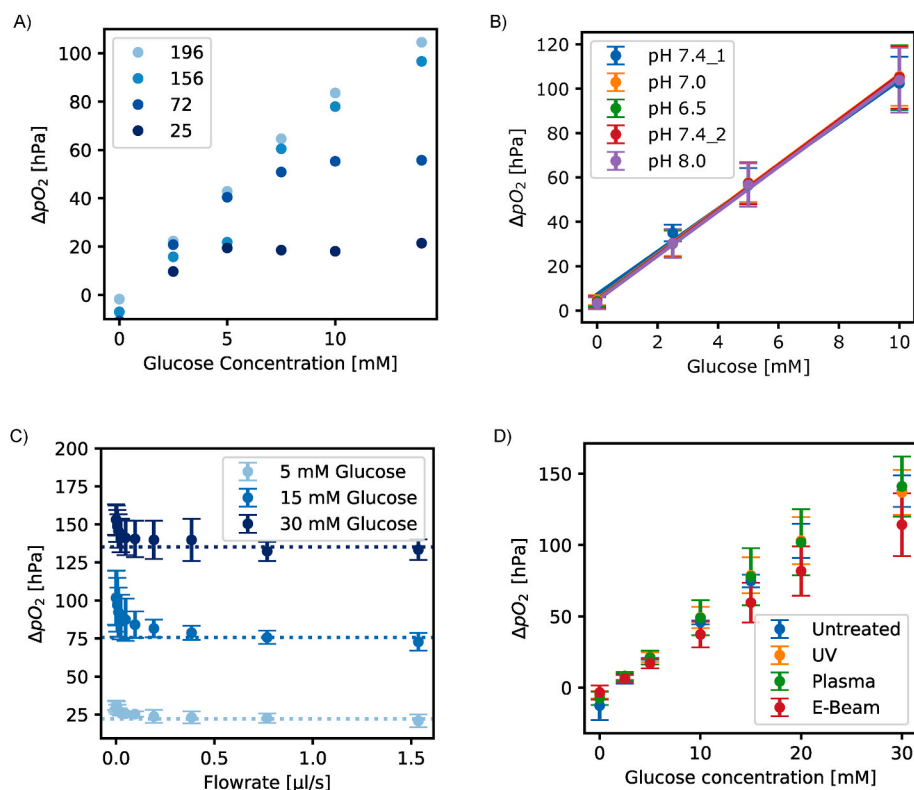 A)
100
80
60
40
20
0
ΔpO2 [hPa]
196
156
72
25
0
5
10
Glucose Concentration [mM]
B)
120
100
80
60
40
20
0
ΔpO2 [hPa]
pH 7.4_1
pH 7.0
pH 6.5
pH 7.4_2
pH 8.0
0
2
4
6
8
10
Glucose [mM]
C)
200
175
150
125
100
75
50
25
ΔpO2 [hPa]
5 mM Glucose
15 mM Glucose
30 mM Glucose
0.0
0.5
1.0
1.5
Flowrate [μl/s]
D)
150
100
50
0
ΔpO2 [hPa]
Untreated
UV
Plasma
E-Beam
0
10
20
30
Glucose concentration [mM]